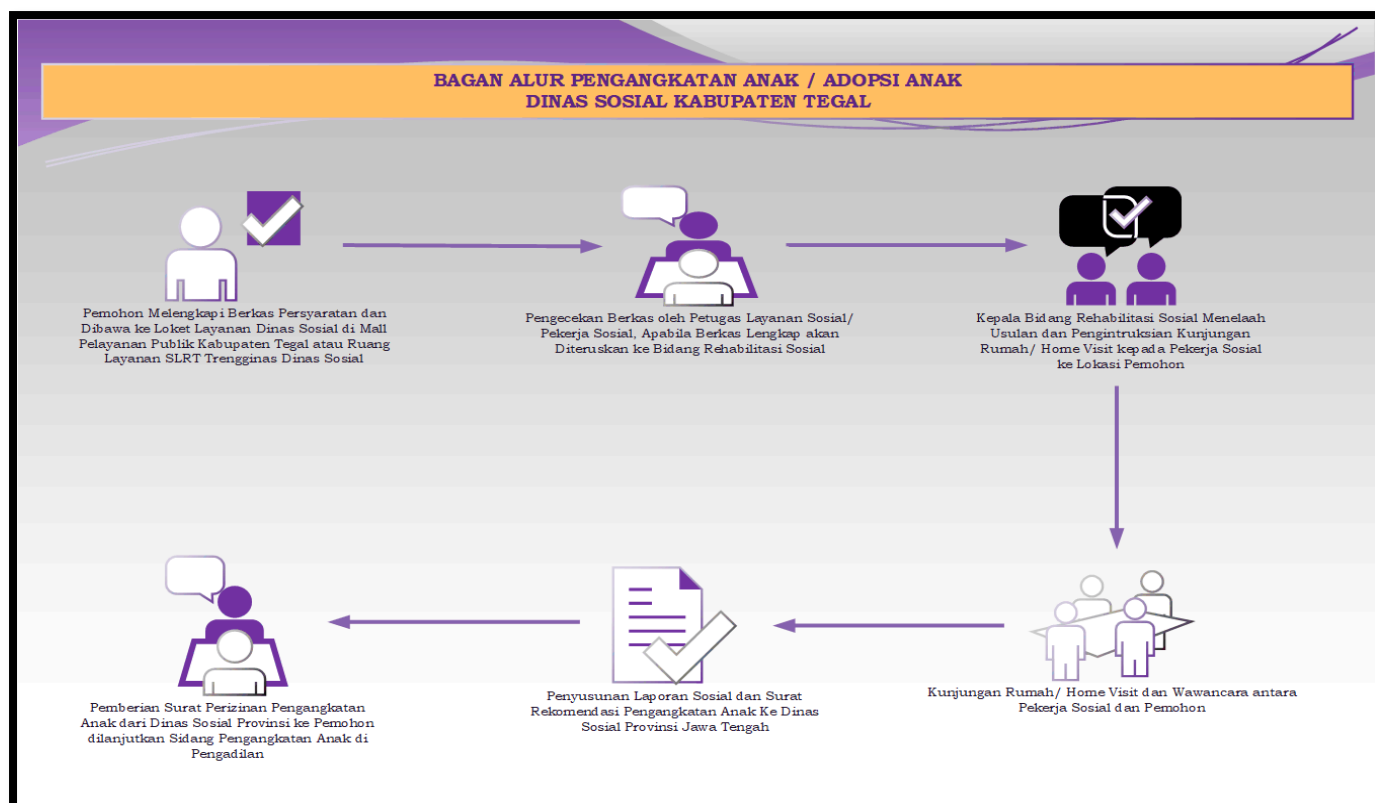 BAGAN ALUR PENGANGKATAN ANAK / ADOPSI ANAK
DINAS SOSIAL KABUPATEN TEGAL
Pemohon Melengkapi Berkas Persyaratan dan
Dibawa ke Loket Layanan Dinas Sosial di Mall
Pelayanan Publik Kabupaten Tegal atau Ruang
Layanan SLRT Trengginas Dinas Sosial
Pengecekan Berkas oleh Petugas Layanan Sosial/
Pekerja Sosial, Apabila Berkas Lengkap akan
Diteruskan ke Bidang Rehabilitasi Sosial
Kepala Bidang Rehabilitasi Sosial Menelaah
Usulan dan Pengintruksian Kunjungan
Rumah/ Home Visit kepada Pekerja Sosial
ke Lokasi Pemohon
Kunjungan Rumah/ Home Visit dan Wawancara antara
Pekerja Sosial dan Pemohon
Penyusunan Laporan Sosial dan Surat
Rekomendasi Pengangkatan Anak Ke Dinas
Sosial Provinsi Jawa Tengah
Pemberian Surat Perizinan Pengangkatan
Anak dari Dinas Sosial Provinsi ke Pemohon
dilanjutkan Sidang Pengangkatan Anak di
Pengadilan